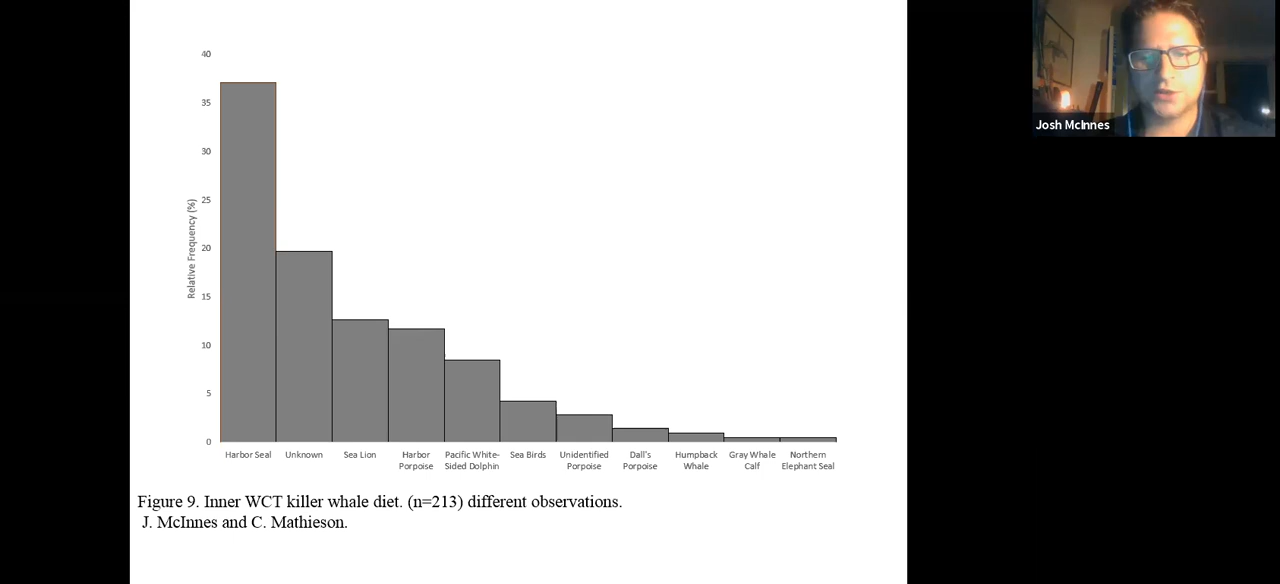 40
35
30
25
20
15
10
5
0
Relative Frequency (%)
Harbor Seal
Unknown
Sea Lion
Harbor
Porpoise
Pacific White-
Sided Dolphin
Sea Birds
Unidentified
Porpoise
Dall's
Porpoise
Humpback
Whale
Gray Whale
Calf
Northern
Elephant Seal
Figure 9. Inner WCT killer whale diet. (n=213) different observations.
J. McInnes and C. Mathieson.
Josh McInnes